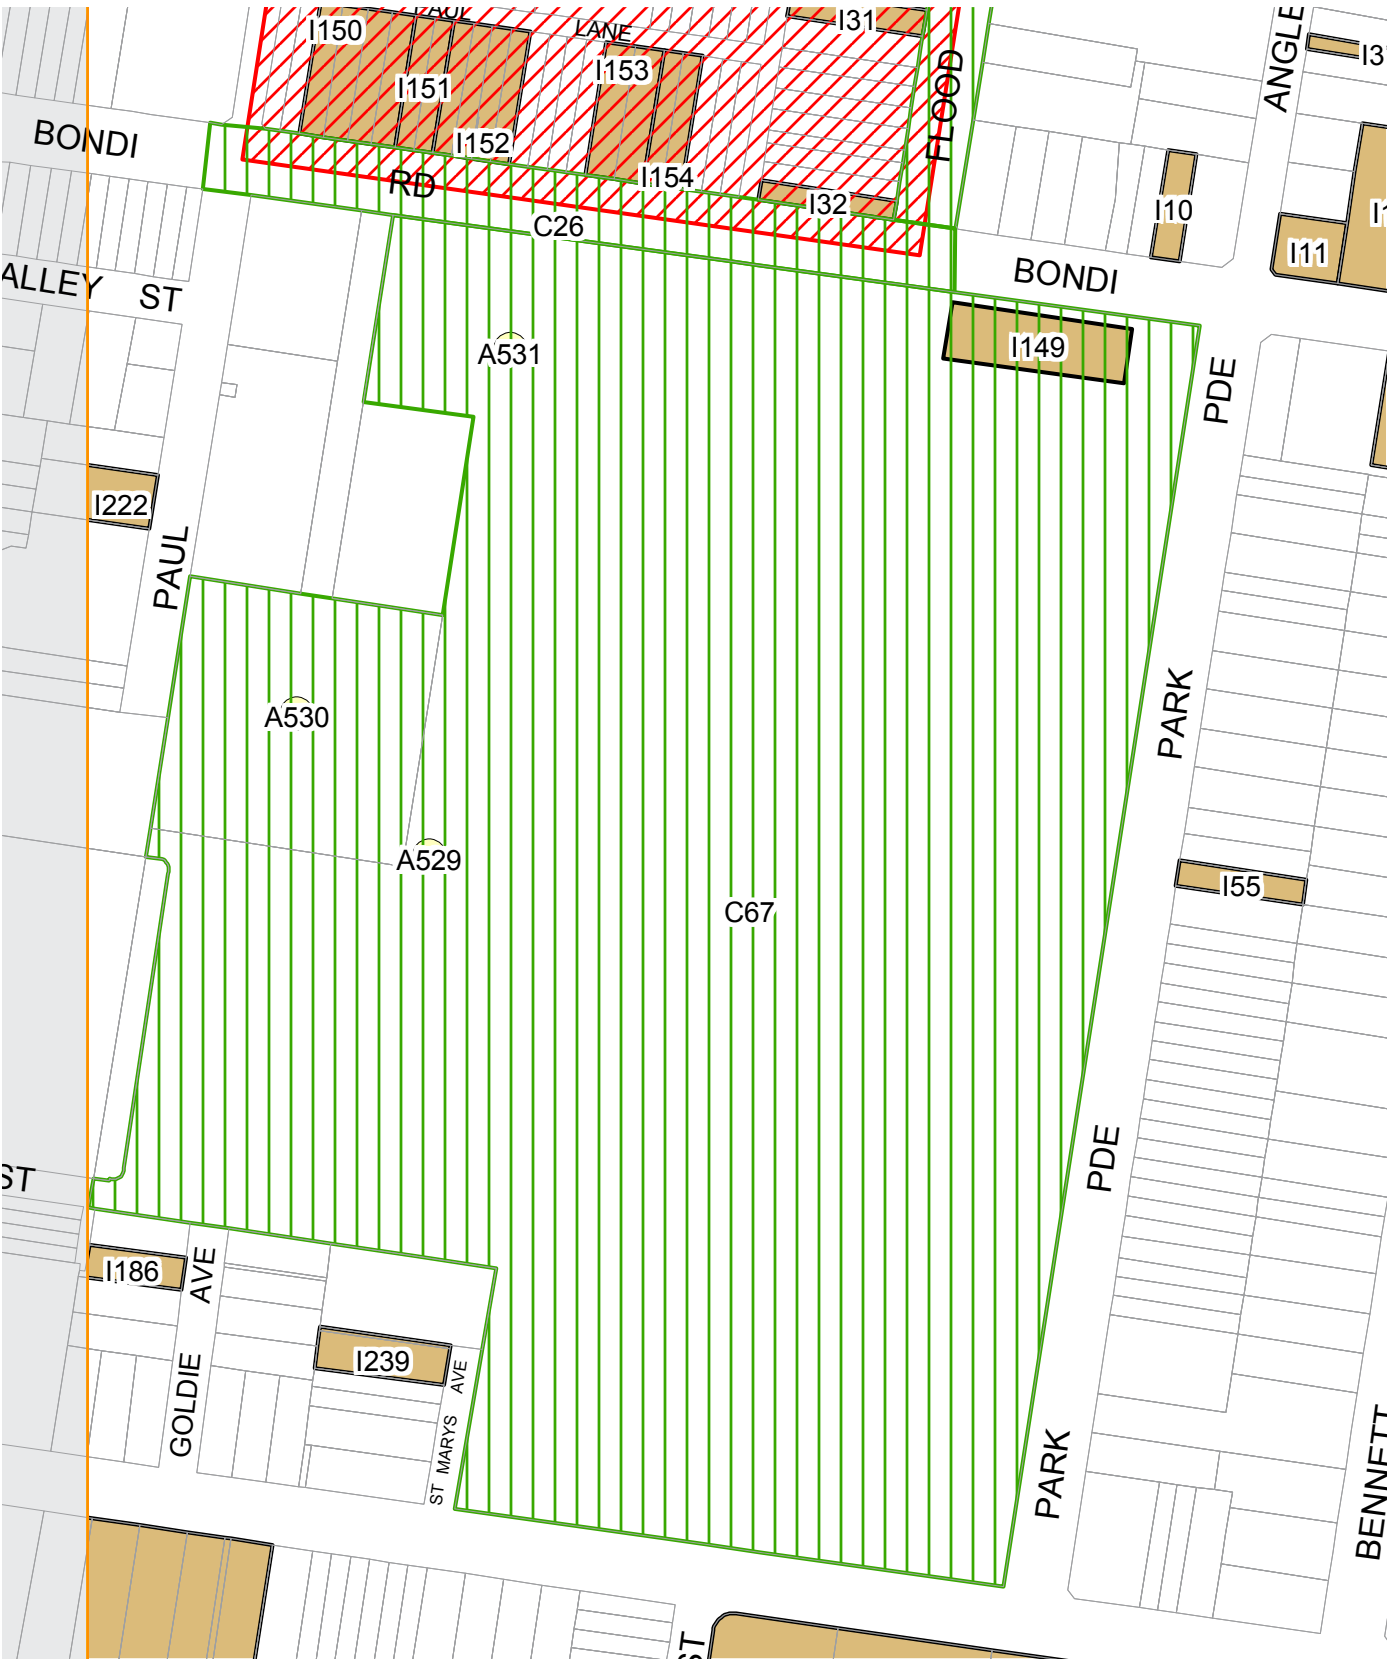 PAUL
LANE
I150
I151
I152
I153
I154
I31
FLOOD
ANGLE
I3
BONDI
RD
I32
C26
I10
I11
I1
BONDI
ALLEY ST
A531
I149
PDE
I222
PAUL
PARK
A530
A529
I55
C67
PDE
ST
I186
AVE
GOLDIE
I239
AVE
MARYS
ST
PARK
BENNETT
ST